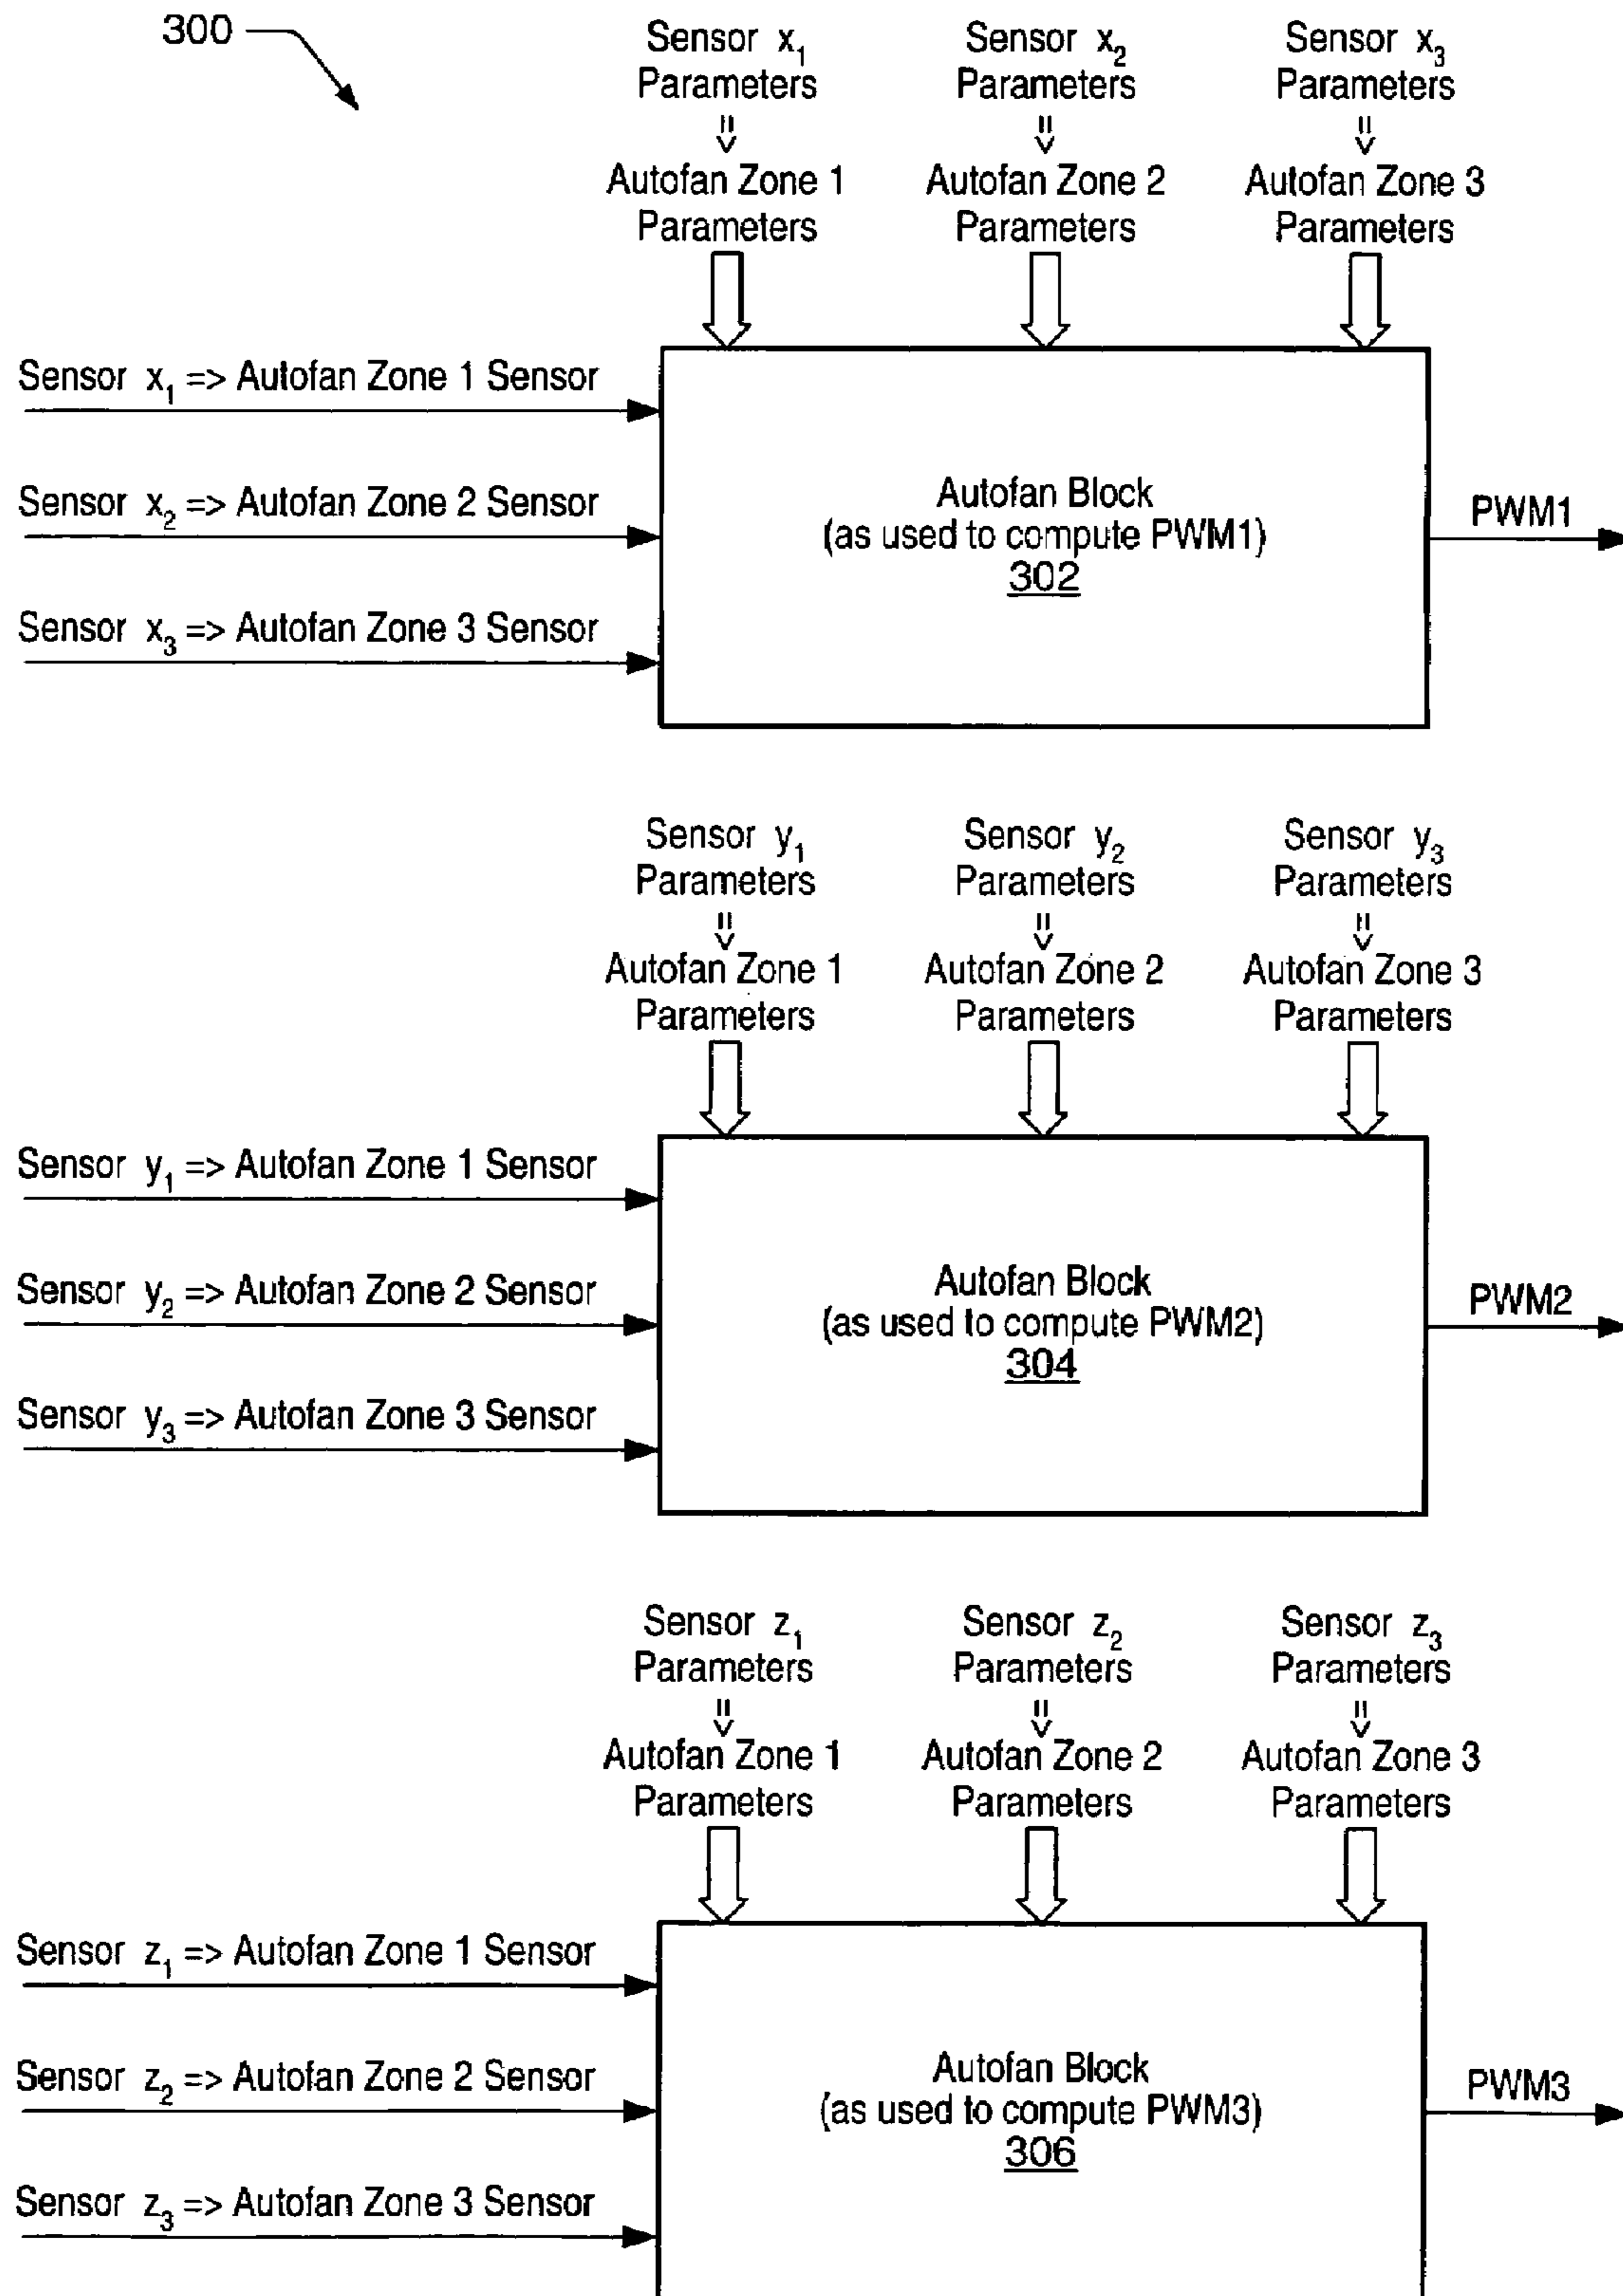 300
Sensor x₁ Sensor x₂ Sensor x₃
Parameters Parameters Parameters
=> => =>
Autofan Zone 1 Autofan Zone 2 Autofan Zone 3
Parameters Parameters Parameters
Sensor x₁ => Autofan Zone 1 Sensor
Sensor x₂ => Autofan Zone 2 Sensor
Sensor x₃ => Autofan Zone 3 Sensor
Autofan Block
(as used to compute PWM1)
302
PWM1
Sensor y₁ Sensor y₂ Sensor y₃
Parameters Parameters Parameters
=> => =>
Autofan Zone 1 Autofan Zone 2 Autofan Zone 3
Parameters Parameters Parameters
Sensor y₁ => Autofan Zone 1 Sensor
Sensor y₂ => Autofan Zone 2 Sensor
Sensor y₃ => Autofan Zone 3 Sensor
Autofan Block
(as used to compute PWM2)
304
PWM2
Sensor z₁ Sensor z₂ Sensor z₃
Parameters Parameters Parameters
=> => =>
Autofan Zone 1 Autofan Zone 2 Autofan Zone 3
Parameters Parameters Parameters
Sensor z₁ => Autofan Zone 1 Sensor
Sensor z₂ => Autofan Zone 2 Sensor
Sensor z₃ => Autofan Zone 3 Sensor
Autofan Block
(as used to compute PWM3)
306
PWM3